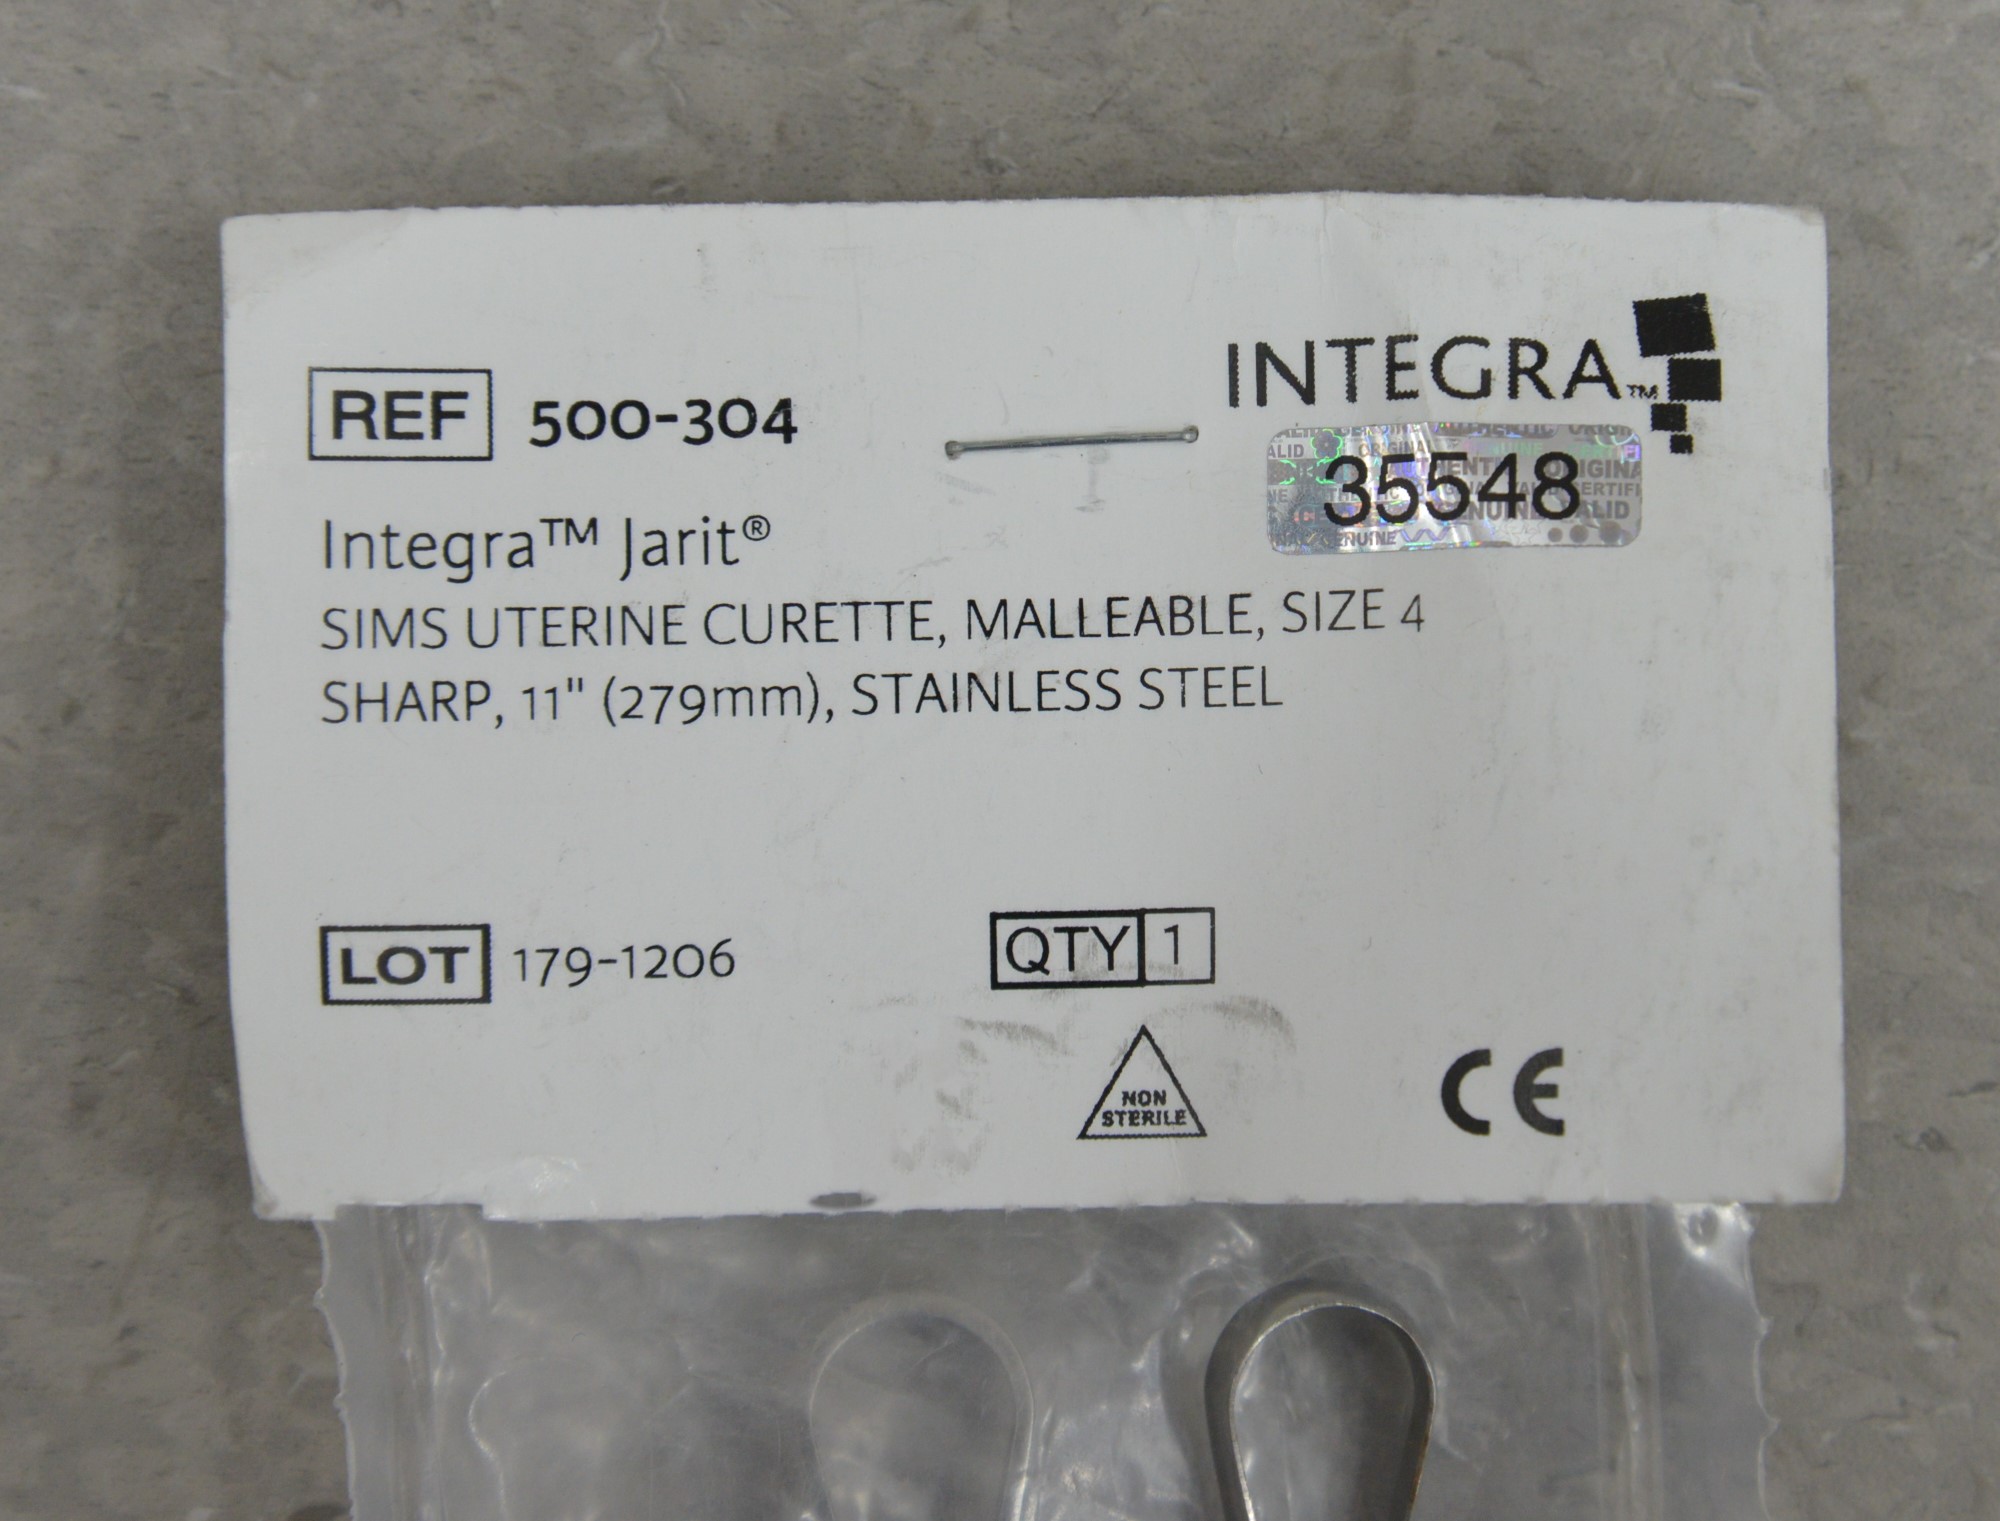 INTEGRA™
REF 500-304
35548
Integra™ Jarit®
SIMS UTERINE CURETTE, MALLEABLE, SIZE 4
SHARP, 11" (279mm), STAINLESS STEEL
LOT 179-1206
QTY 1
NON
STERILE
CE